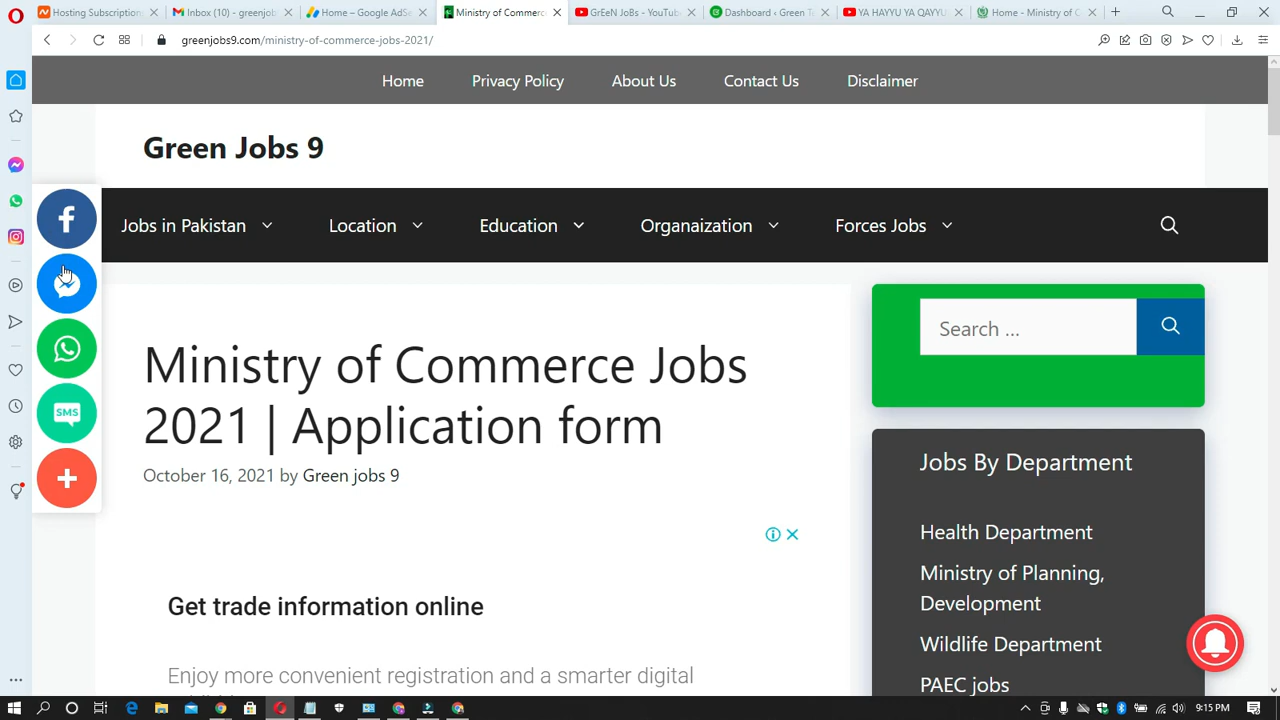 Hosting Subscription
Inbox (10) - greenjob
Home – Google AdSe
Ministry of Commerc
GrEeN JoBs - YouTub
Dashboard ‹ Green T
YA HAYYU YA QAYYU
Home - Ministry of C
greenjobs9.com/ministry-of-commerce-jobs-2021/
Home
Privacy Policy
About Us
Contact Us
Disclaimer
Green Jobs 9
Jobs in Pakistan
Location
Education
Organaization
Forces Jobs
SMS
Ministry of Commerce Jobs
2021 | Application form
October 16, 2021 by Green jobs 9
Get trade information online
Enjoy more convenient registration and a smarter digital
Search ...
Jobs By Department
Health Department
Ministry of Planning,
Development
Wildlife Department
PAEC jobs
9:15 PM